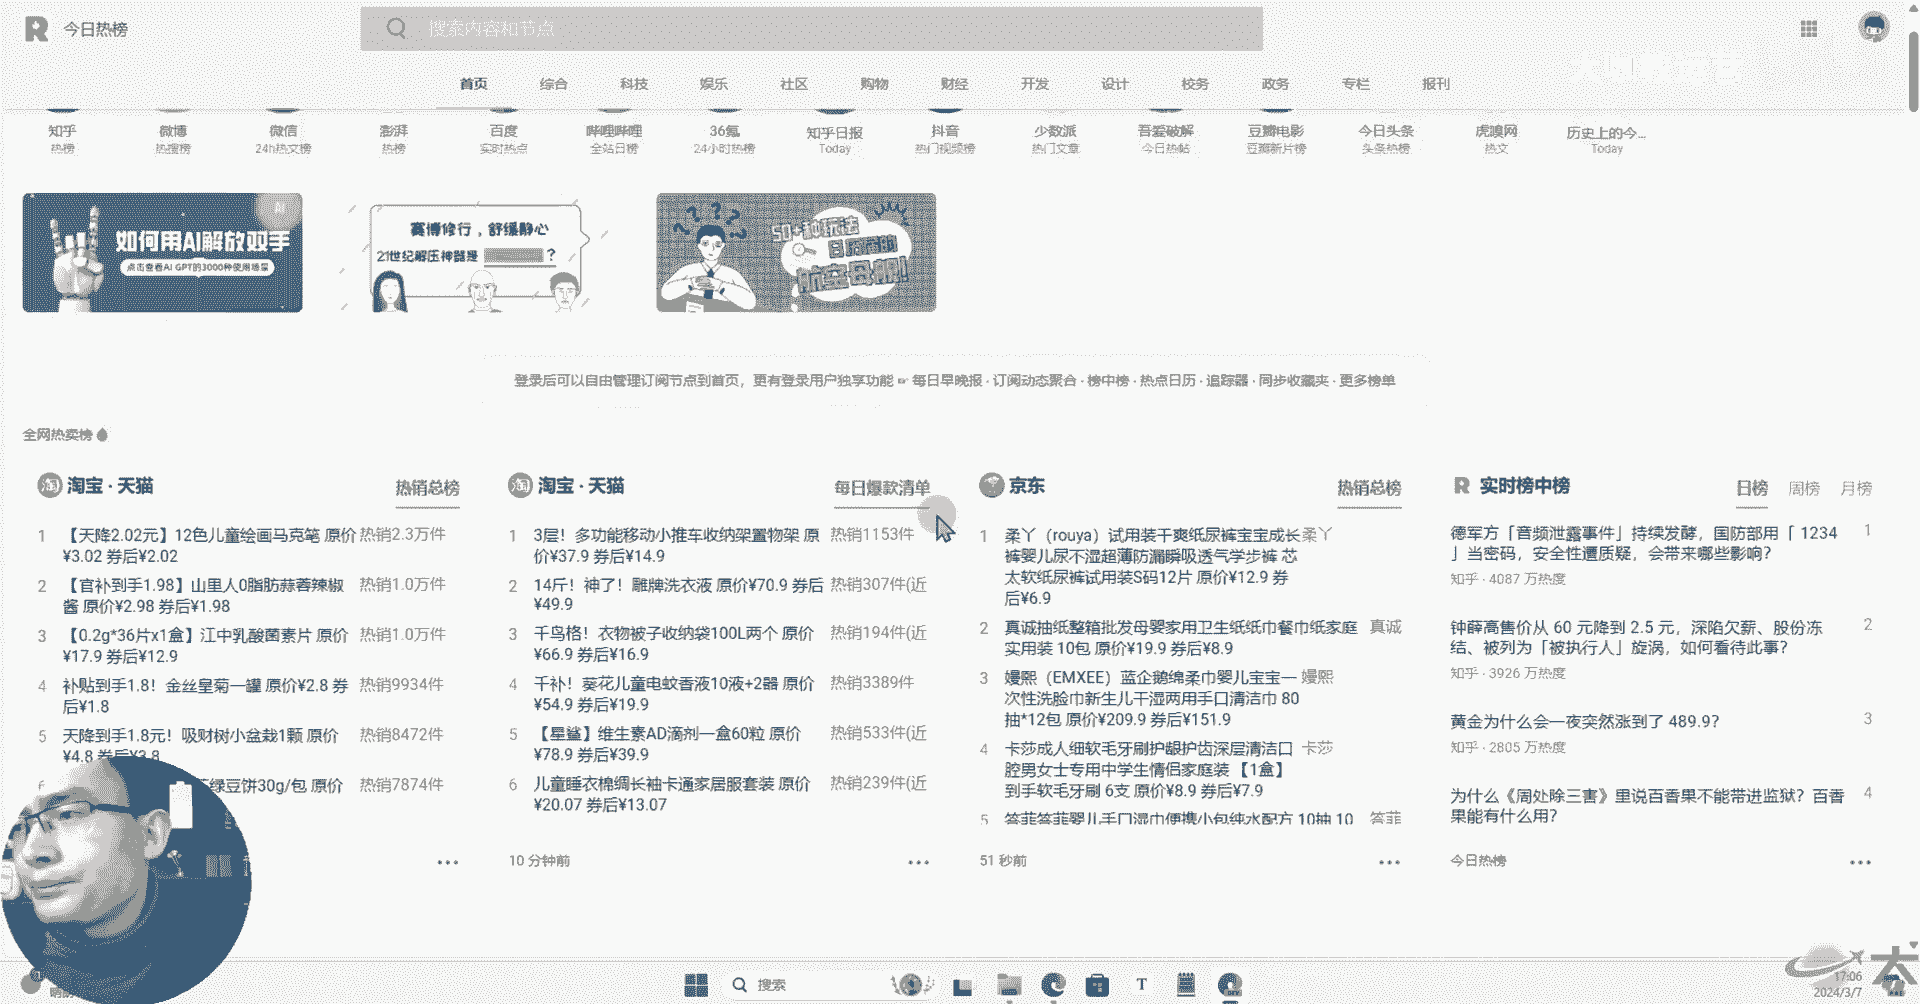 今日热榜
搜索内容和节点
首页 综合 科技 娱乐 社区 购物 财经 开发 设计 校务 政务 专栏 报刊
知乎 微博 微信 澎湃 百度 哔哩哔哩 36氪 知乎日报 抖音 少数派 吾爱破解 豆瓣电影 今日头条 虎嗅网 历史上的今...
热榜 热搜榜 24h热文榜 热榜 实时热点 全站日榜 24小时热榜 Today 热门视频榜 热门文章 今日热帖 豆瓣新片榜 头条热榜 热文 Today
AI
如何用AI解放双手
点击查看AI GPT的3000种使用场景
赛博修行，舒缓静心
21世纪解压神器是 ？
50+种玩法
日历界的
航空母舰!
登录后可以自由管理订阅节点到首页，更有登录用户独享功能 ☞ 每日早晚报 · 订阅动态聚合 · 榜中榜 · 热点日历 · 追踪器 · 同步收藏夹 · 更多榜单
全网热卖榜
淘 淘宝 · 天猫 热销总榜
1 【天降2.02元】12色儿童绘画马克笔 原价 热销2.3万件
¥3.02 券后¥2.02
2 【官补到手1.98】山里人0脂肪蒜蓉辣椒 热销1.0万件
酱 原价¥2.98 券后¥1.98
3 【0.2g*36片x1盒】江中乳酸菌素片 原价 热销1.0万件
¥17.9 券后¥12.9
4 补贴到手1.8！金丝皇菊一罐 原价¥2.8 券 热销9934件
后¥1.8
5 天降到手1.8元！吸财树小盆栽1颗 原价 热销8472件
¥4.8 券后¥3.8
6 绿豆饼30g/包 原价 热销7874件
淘 淘宝 · 天猫 每日爆款清单
1 3层！多功能移动小推车收纳架置物架 原 热销1153件
价¥37.9 券后¥14.9
2 14斤！神了！雕牌洗衣液 原价¥70.9 券后 热销307件(近
¥49.9
3 千鸟格！衣物被子收纳袋100L两个 原价 热销194件(近
¥66.9 券后¥16.9
4 千补！葵花儿童电蚊香液10液+2器 原价 热销3389件
¥54.9 券后¥19.9
5 【星鲨】维生素AD滴剂一盒60粒 原价 热销533件(近
¥78.9 券后¥39.9
6 儿童睡衣棉绸长袖卡通家居服套装 原价 热销239件(近
¥20.07 券后¥13.07
10 分钟前
京东 热销总榜
1 柔丫（rouya）试用装干爽纸尿裤宝宝成长 柔丫
裤婴儿尿不湿超薄防漏瞬吸透气学步裤 芯
太软纸尿裤试用装S码12片 原价¥12.9 券
后¥6.9
2 真诚抽纸整箱批发母婴家用卫生纸纸巾餐巾纸家庭 真诚
实用装 10包 原价¥19.9 券后¥8.9
3 嫚熙（EMXEE）蓝企鹅绵柔巾婴儿宝宝一 嫚熙
次性洗脸巾新生儿干湿两用手口清洁巾 80
抽*12包 原价¥209.9 券后¥151.9
4 卡莎成人细软毛牙刷护龈护齿深层清洁口 卡莎
腔男女士专用中学生情侣家庭装 【1盒】
到手软毛牙刷 6支 原价¥8.9 券后¥7.9
5 答菲答菲婴儿手口湿巾便携小包纯水配方 10抽 10 答菲
51 秒前
R 实时榜中榜 日榜 周榜 月榜
德军方「音频泄露事件」持续发酵，国防部用「 1234 1
」当密码，安全性遭质疑，会带来哪些影响？
知乎 · 4087 万热度
钟薛高售价从 60 元降到 2.5 元，深陷欠薪、股份冻 2
结、被列为「被执行人」旋涡，如何看待此事？
知乎 · 3926 万热度
黄金为什么会一夜突然涨到了 489.9？ 3
知乎 · 2805 万热度
为什么《周处除三害》里说百香果不能带进监狱？百香 4
果能有什么用？
今日热榜
搜索
17:06
2024/3/7